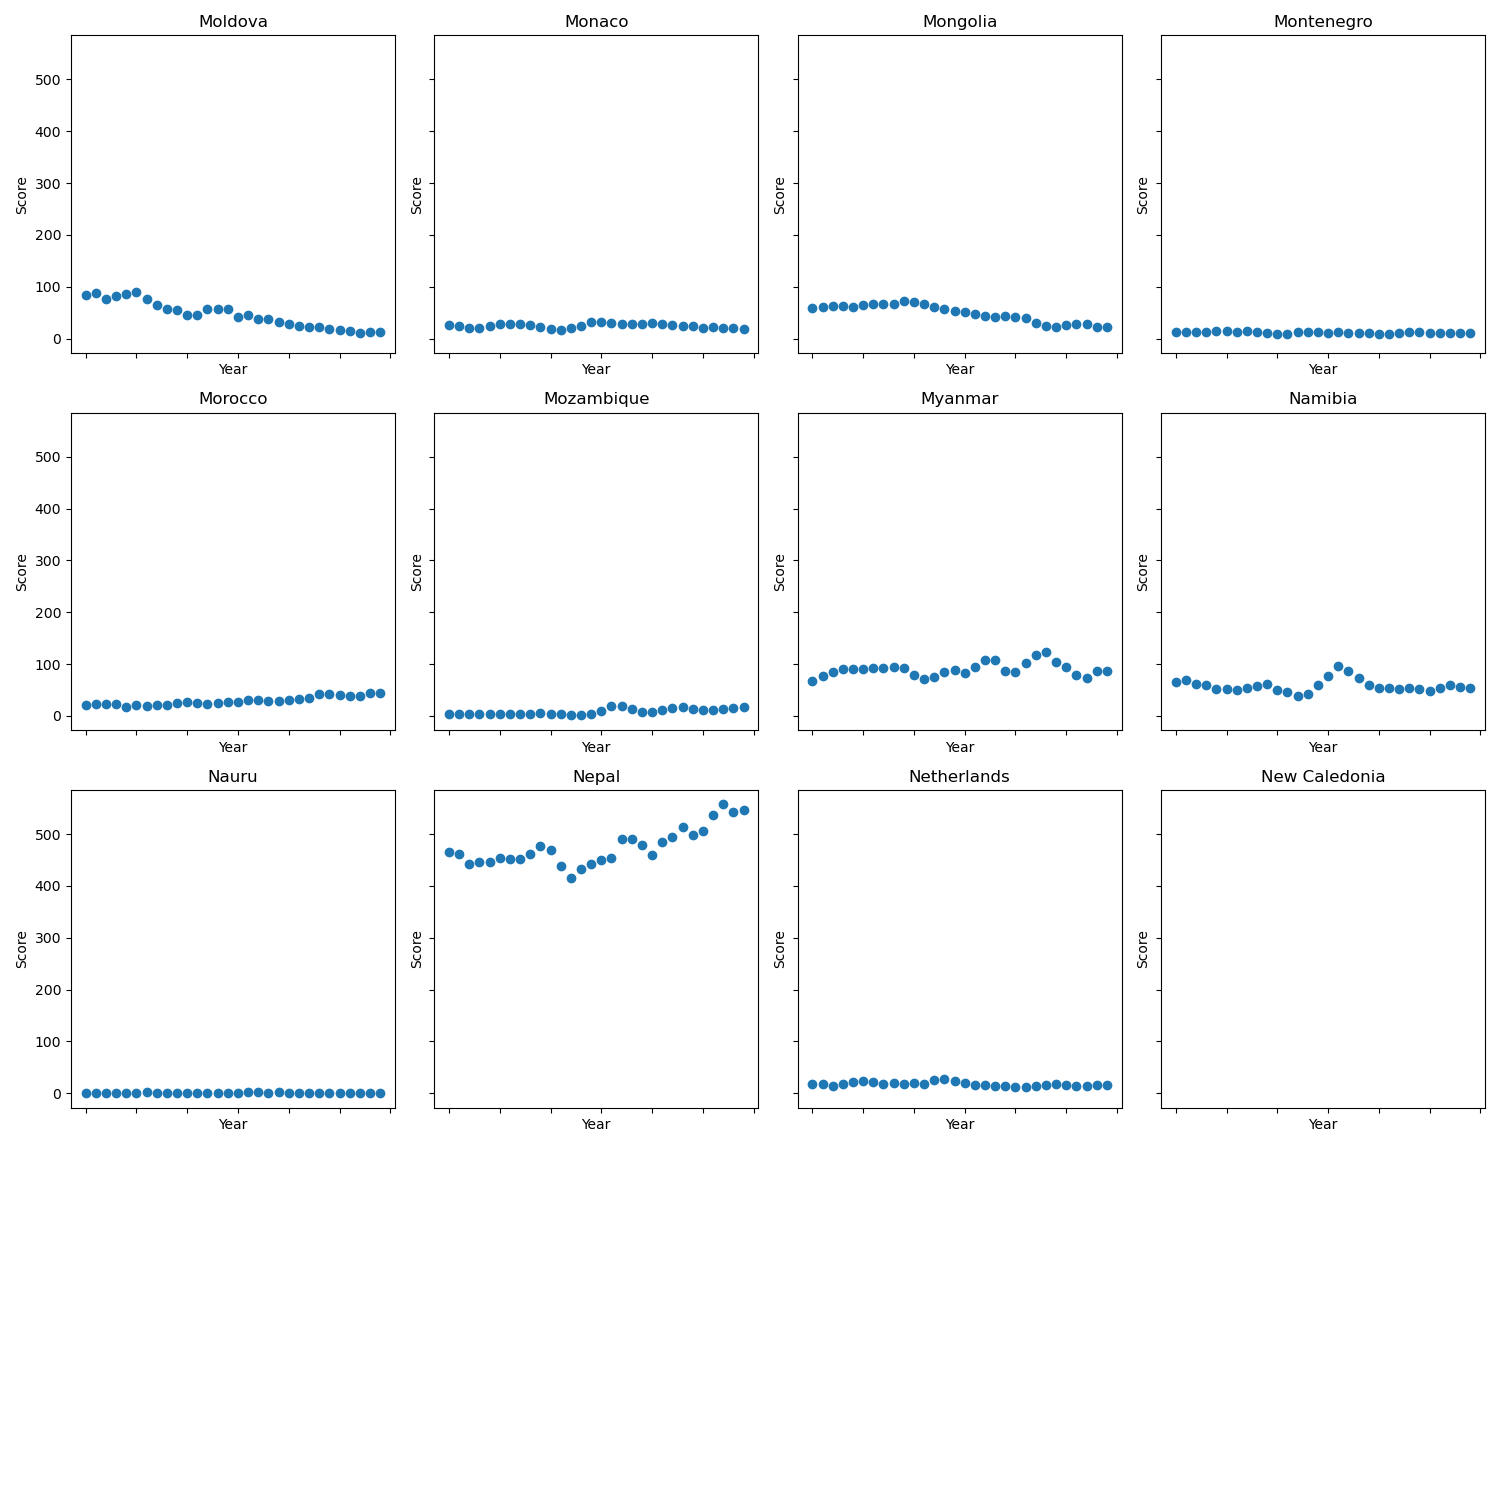 Moldova
Monaco
Mongolia
Montenegro
500
400
300
200
100
0
Score
Score
Score
Score
Year
Year
Year
Year
Morocco
Mozambique
Myanmar
Namibia
500
400
300
200
100
0
Score
Score
Score
Score
Year
Year
Year
Year
Nauru
Nepal
Netherlands
New Caledonia
500
400
300
200
100
0
Score
Score
Score
Score
Year
Year
Year
Year